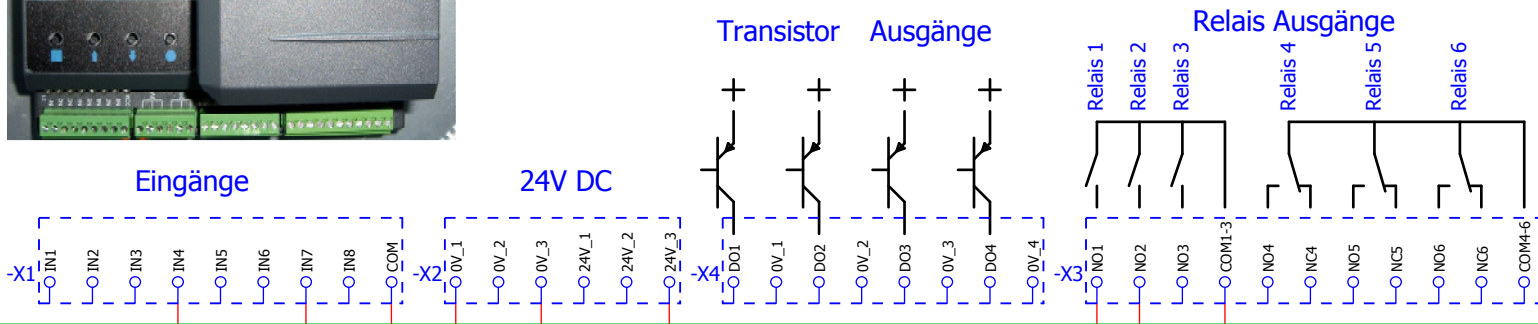 Transistor Ausgänge
Relais Ausgänge
Relais 1
Relais 2
Relais 3
Relais 4
Relais 5
Relais 6
Eingänge
24V DC
-X1
IN1
IN2
IN3
IN4
IN5
IN6
IN7
IN8
COM
-X2
0V_1
0V_2
0V_3
24V_1
24V_2
24V_3
-X4
DO1
0V_1
DO2
0V_2
DO3
0V_3
DO4
0V_4
-X3
NO1
NO2
NO3
COM1-3
NO4
NC4
NO5
NC5
NO6
NC6
COM4-6